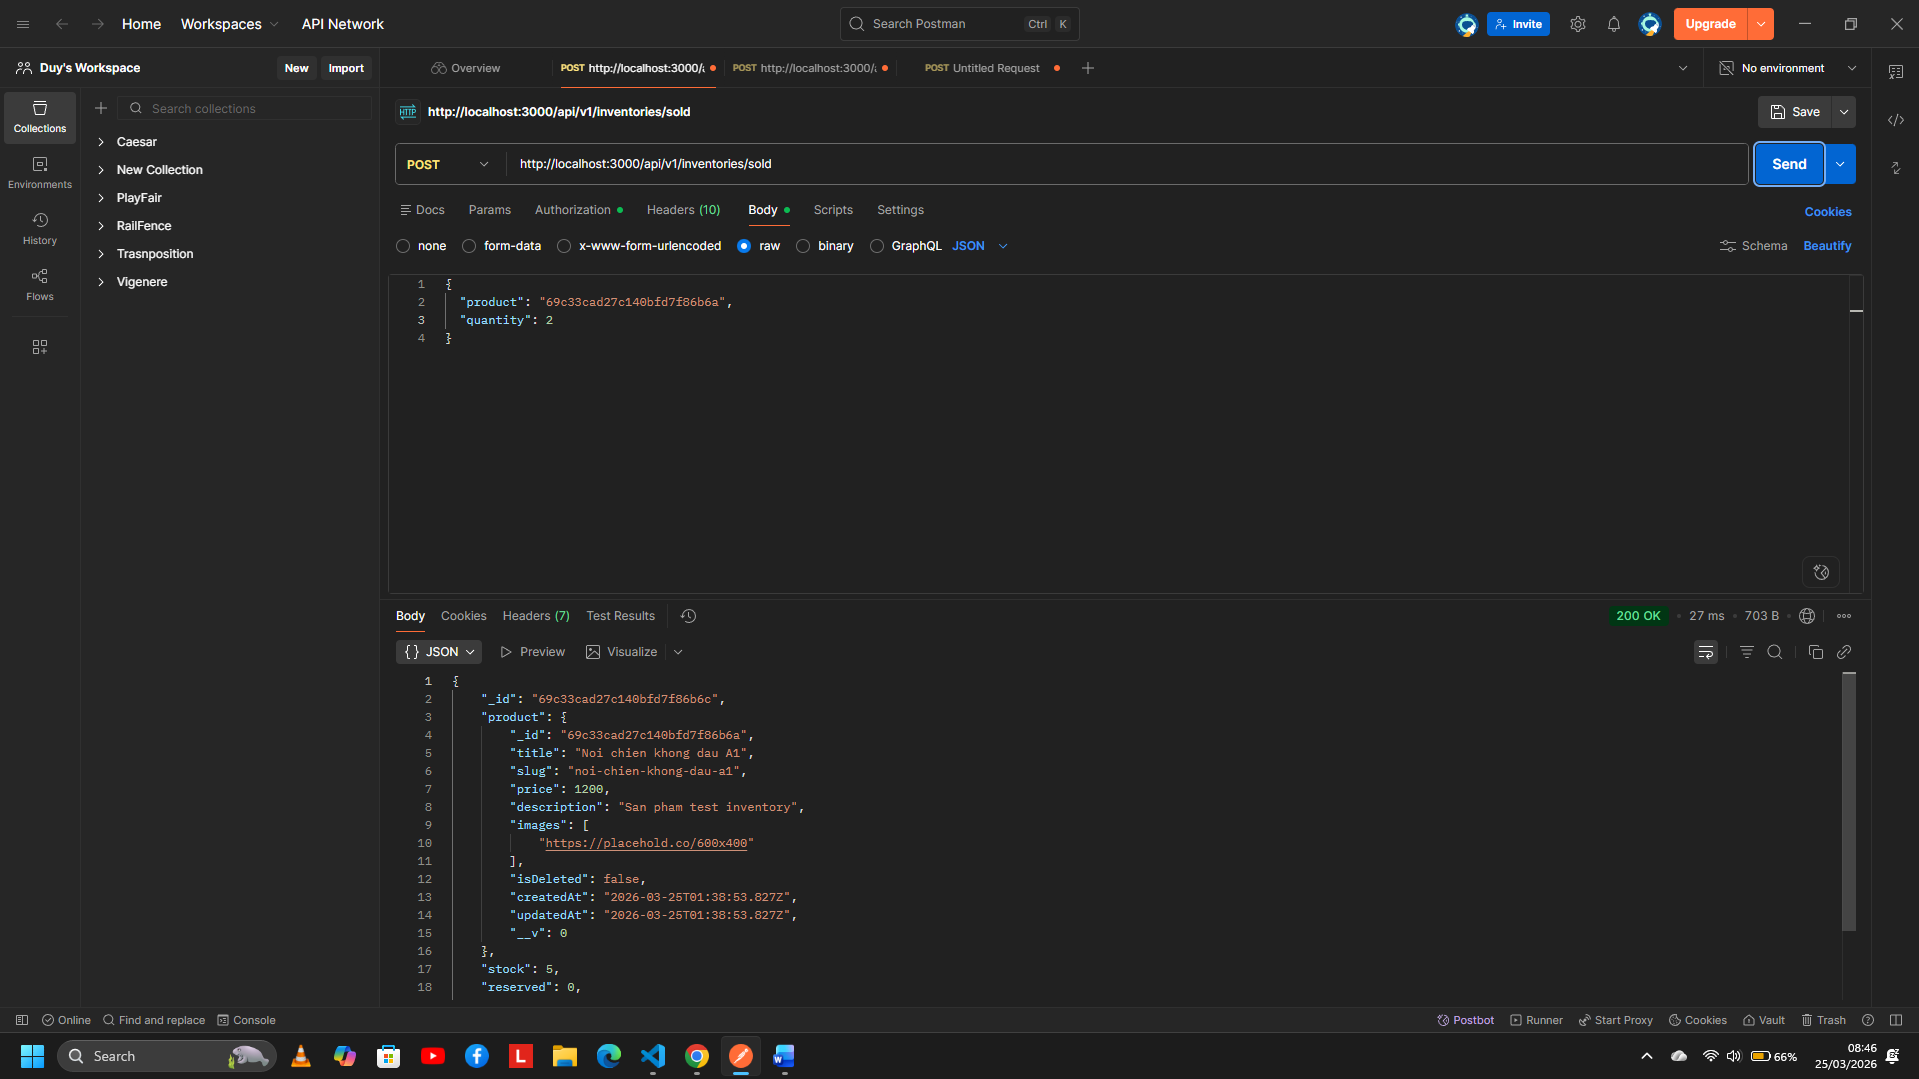 Home Workspaces API Network Search Postman Ctrl K Invite Upgrade
Duy's Workspace New Import Overview POST http://localhost:3000/a POST http://localhost:3000/a POST Untitled Request No environment
Search collections
Collections
Environments
History
Flows
Caesar
New Collection
PlayFair
RailFence
Trasnposition
Vigenere
HTTP http://localhost:3000/api/v1/inventories/sold Save
POST http://localhost:3000/api/v1/inventories/sold Send
Docs Params Authorization Headers (10) Body Scripts Settings Cookies
none form-data x-www-form-urlencoded raw binary GraphQL JSON Schema Beautify
1 {
2 "product": "69c33cad27c140bfd7f86b6a",
3 "quantity": 2
4 }
Body Cookies Headers (7) Test Results 200 OK 27 ms 703 B
{} JSON Preview Visualize
1 {
2 "_id": "69c33cad27c140bfd7f86b6c",
3 "product": {
4 "_id": "69c33cad27c140bfd7f86b6a",
5 "title": "Noi chien khong dau A1",
6 "slug": "noi-chien-khong-dau-a1",
7 "price": 1200,
8 "description": "San pham test inventory",
9 "images": [
10 "https://placehold.co/600x400"
11 ],
12 "isDeleted": false,
13 "createdAt": "2026-03-25T01:38:53.827Z",
14 "updatedAt": "2026-03-25T01:38:53.827Z",
15 "__v": 0
16 },
17 "stock": 5,
18 "reserved": 0,
Online Find and replace Console Postbot Runner Start Proxy Cookies Vault Trash
Search L W 66% 08:46
25/03/2026